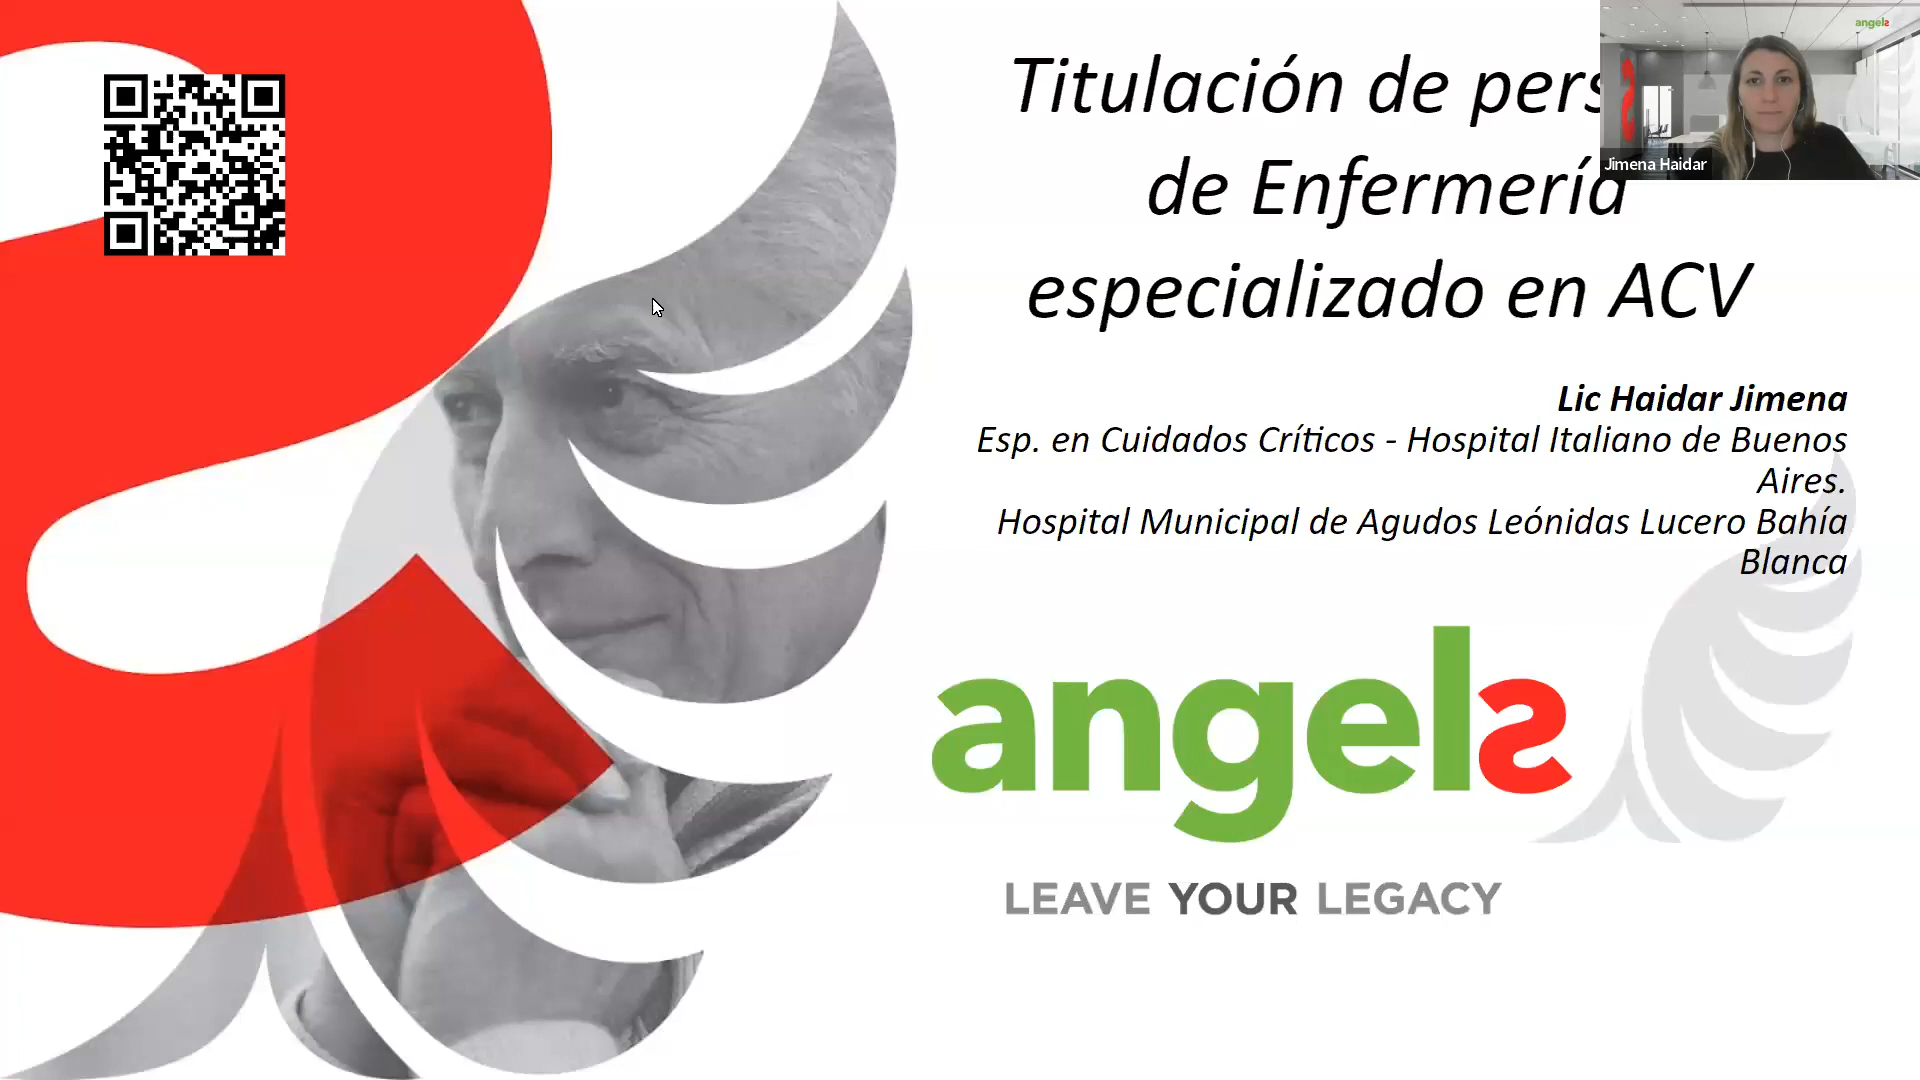 Titulación de pers
de Enfermería
especializado en ACV
angels
Jimena Haidar
Lic Haidar Jimena
Esp. en Cuidados Críticos - Hospital Italiano de Buenos
Aires.
Hospital Municipal de Agudos Leónidas Lucero Bahía
Blanca
angels
LEAVE YOUR LEGACY